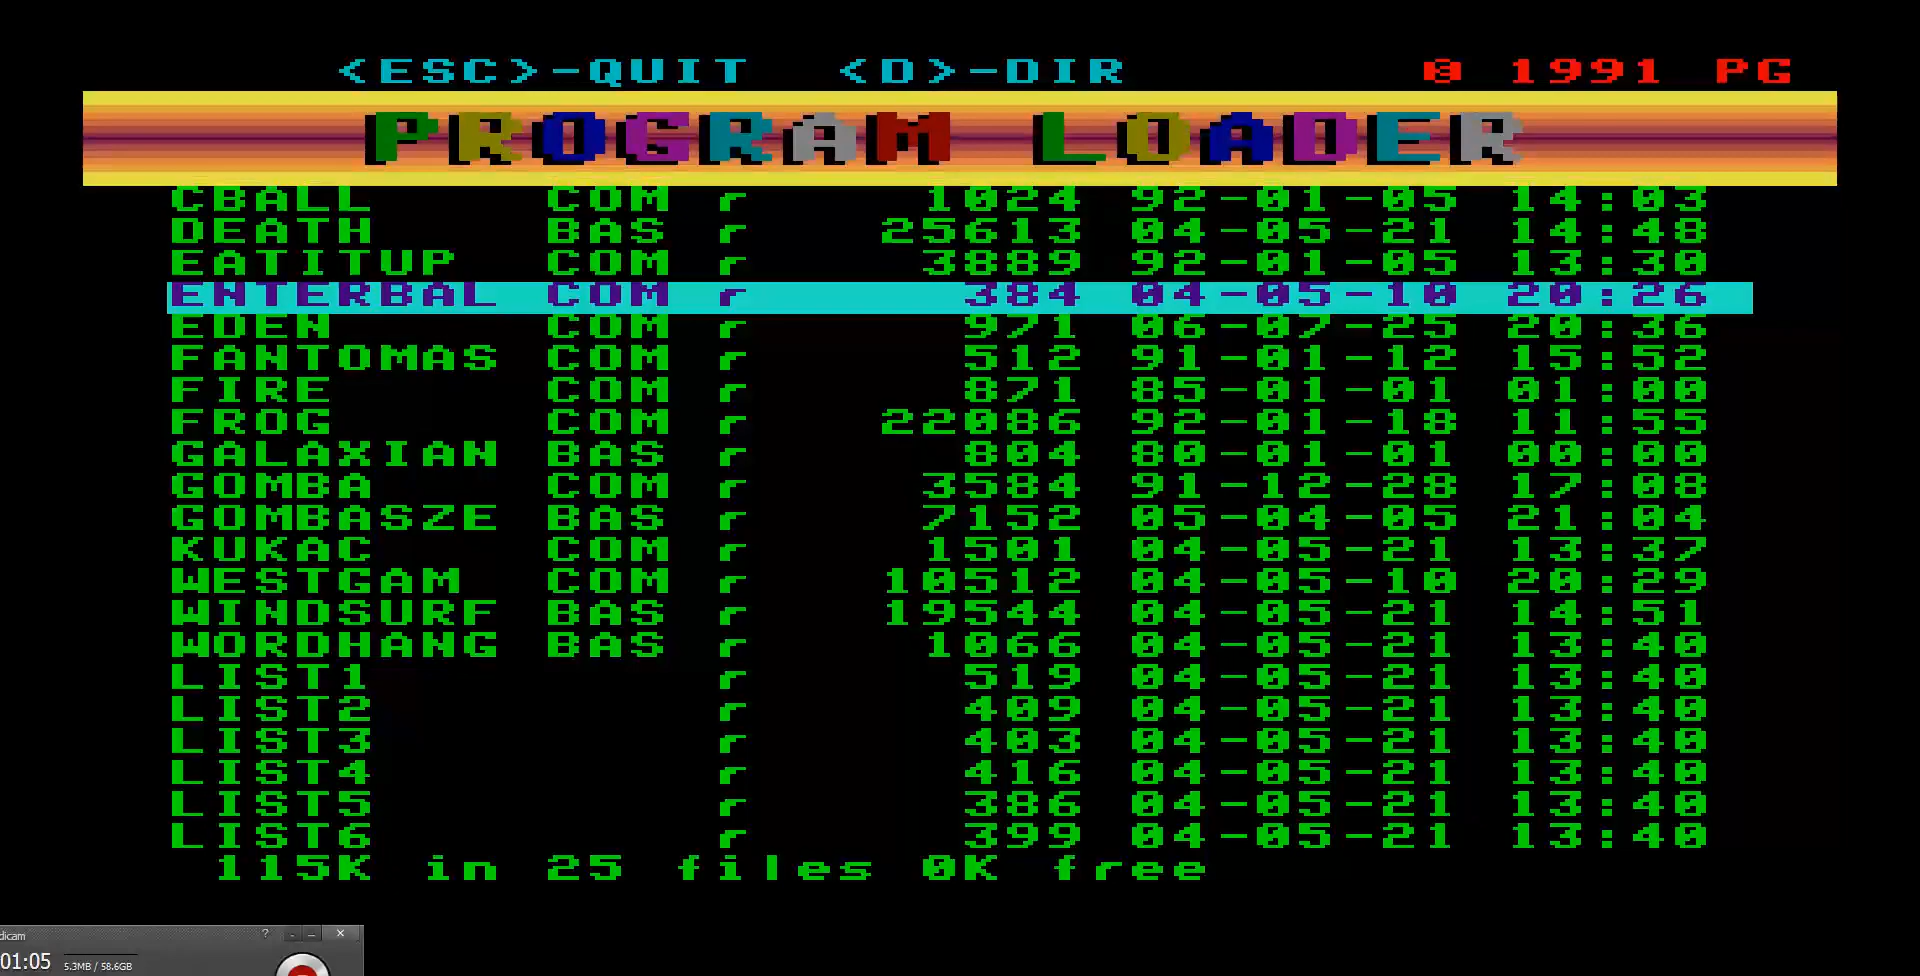 <ESC>-QUIT <D>-DIR © 1991 PG
PROGRAM LOADER
CBALL COM r 1024 92-01-05 14:03
DEATH BAS r 25613 04-05-21 14:48
EATITUP COM r 3889 92-01-05 13:30
ENTERBAL COM r 384 04-05-10 20:26
EDEN COM r 971 06-07-25 20:36
FANTOMAS COM r 512 91-01-12 15:52
FIRE COM r 871 85-01-01 01:00
FROG COM r 22086 92-01-18 11:55
GALAXIAN BAS r 804 80-01-01 00:00
GOMBA COM r 3584 91-12-28 17:08
GOMBASZE BAS r 7152 05-04-05 21:04
KUKAC COM r 1501 04-05-21 13:37
WESTGAM COM r 10512 04-05-10 20:29
WINDSURF BAS r 19544 04-05-21 14:51
WORDHANG BAS r 1066 04-05-21 13:40
LIST1 r 519 04-05-21 13:40
LIST2 r 409 04-05-21 13:40
LIST3 r 403 04-05-21 13:40
LIST4 r 416 04-05-21 13:40
LIST5 r 386 04-05-21 13:40
LIST6 r 399 04-05-21 13:40
115K in 25 files 0K free
dicam
01:05 5.3MB / 58.6GB